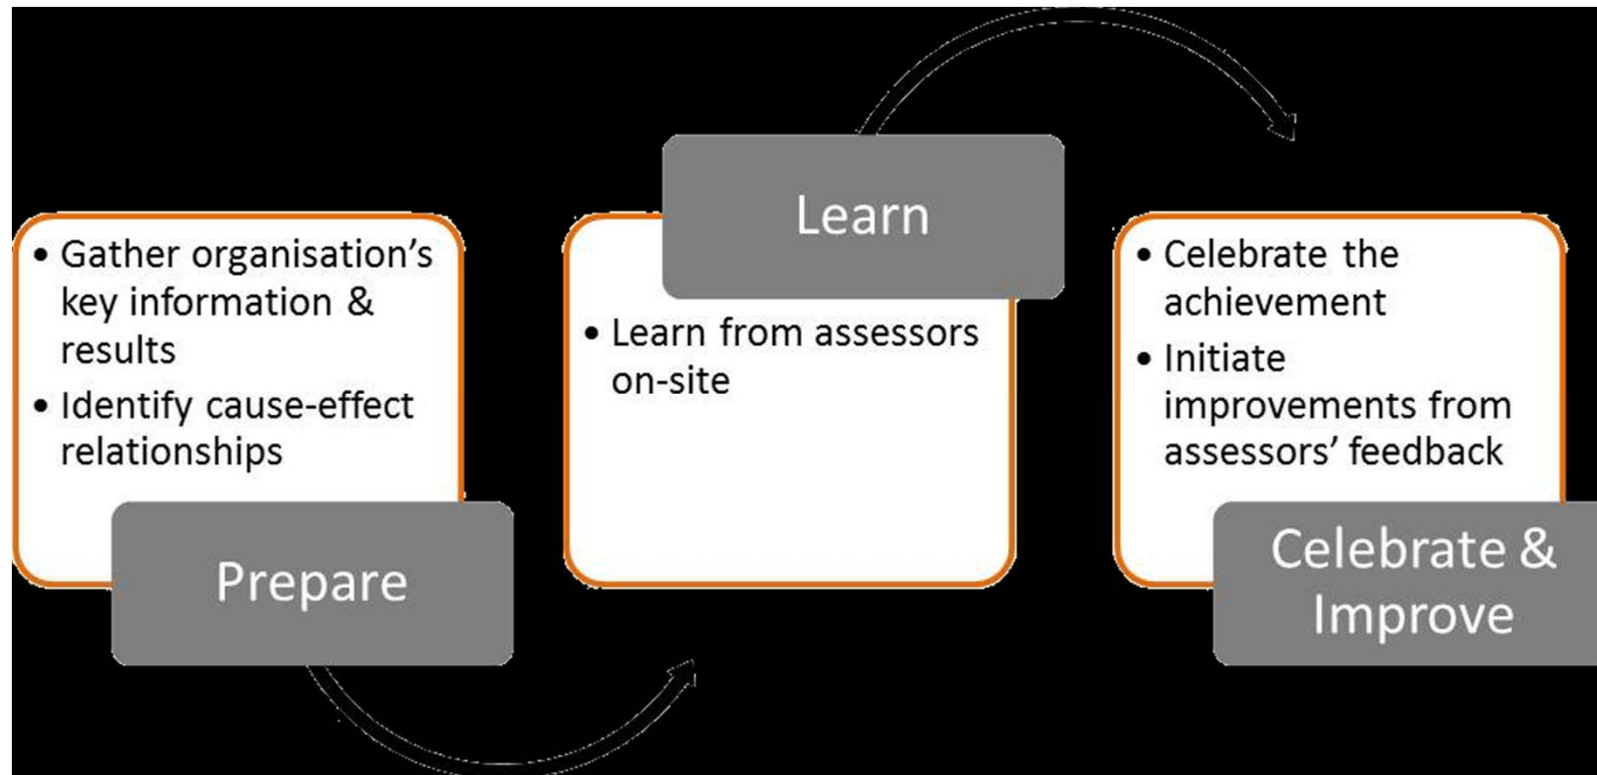 • Gather organisation's
key information &
results
• Identify cause-effect
relationships
Prepare
Learn
• Learn from assessors
on-site
• Celebrate the
achievement
• Initiate
improvements from
assessors' feedback
Celebrate &
Improve